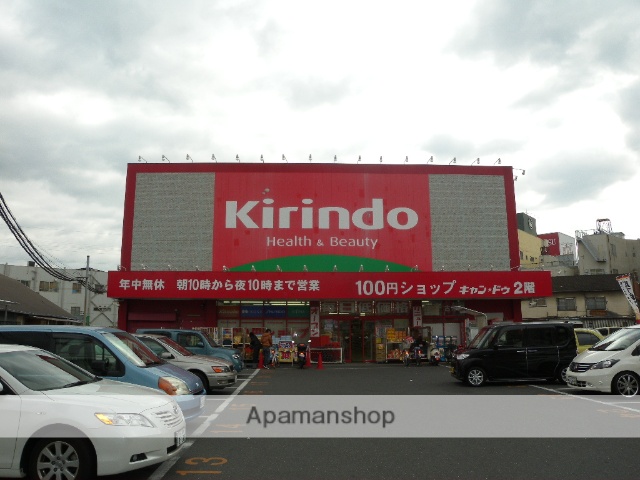 Kirindo
Health & Beauty
年中無休 朝10時から夜10時まで営業 100円ショップ キャン・ドゥ 2階
Apamanshop
13